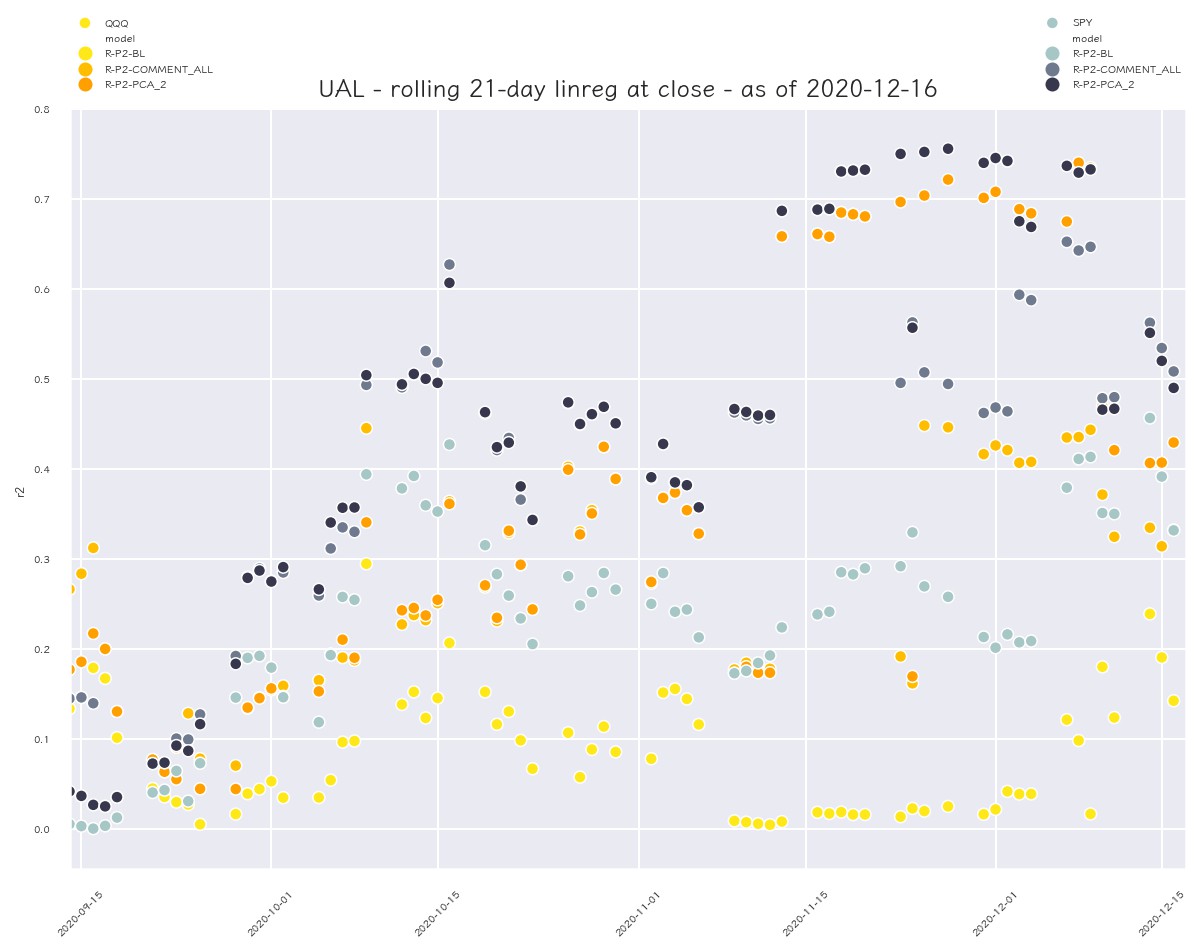 QQQ
model
R-P2-BL
R-P2-COMMENT_ALL
R-P2-PCA_2
SPY
model
R-P2-BL
R-P2-COMMENT_ALL
R-P2-PCA_2
UAL - rolling 21-day linreg at close - as of 2020-12-16
0.8
0.7
0.6
0.5
0.4
0.3
0.2
0.1
0.0
r2
2020-09-15
2020-10-01
2020-10-15
2020-11-01
2020-11-15
2020-12-01
2020-12-15